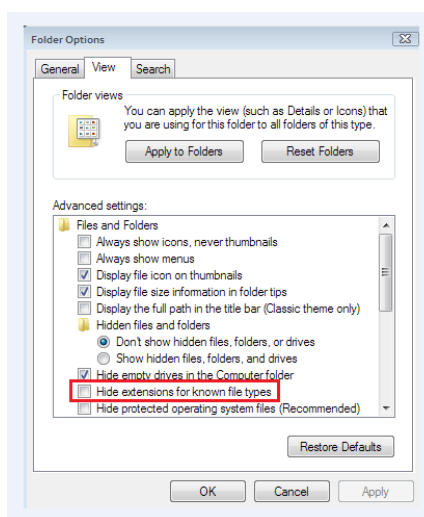 Folder Options
General View Search
Folder views
You can apply the view (such as Details or Icons) that
you are using for this folder to all folders of this type.
Apply to Folders Reset Folders
Advanced settings:
Files and Folders
Always show icons, never thumbnails
Always show menus
Display file icon on thumbnails
Display file size information in folder tips
Display the full path in the title bar (Classic theme only)
Hidden files and folders
Don't show hidden files, folders, or drives
Show hidden files, folders, and drives
Hide empty drives in the Computer folder
Hide extensions for known file types
Hide protected operating system files (Recommended)
Restore Defaults
OK Cancel Apply